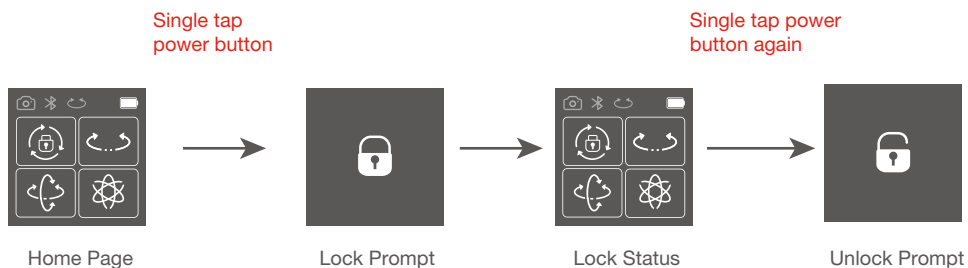 Single tap
power button
Single tap power
button again
Home Page
Lock Prompt
Lock Status
Unlock Prompt